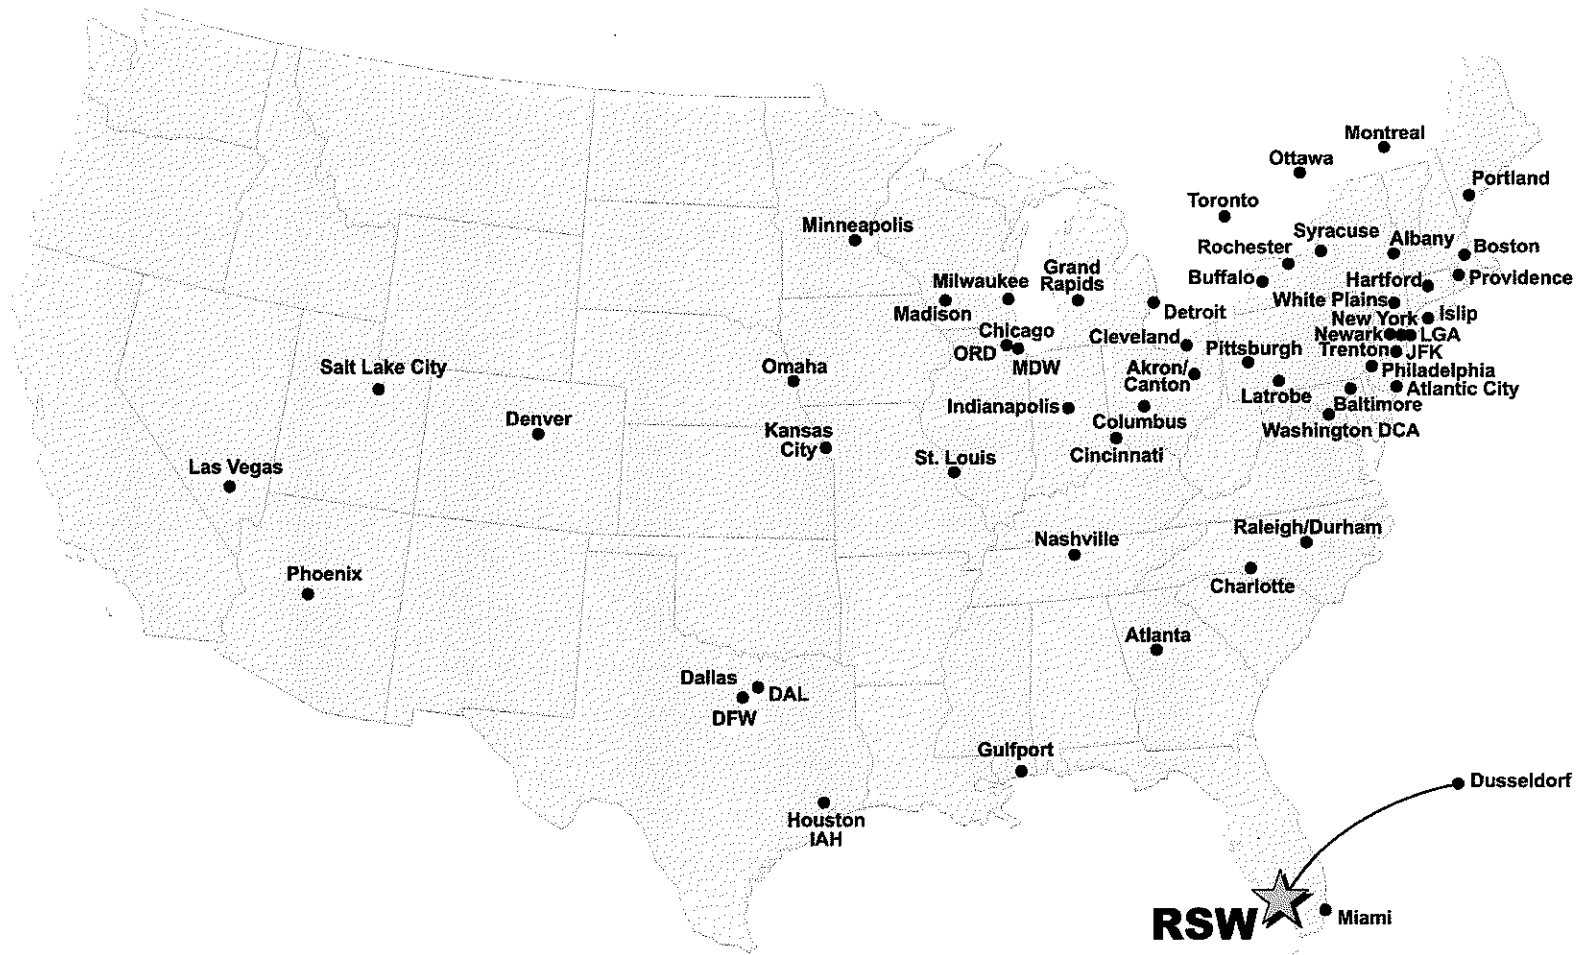 Montreal
Ottawa
Portland
Toronto
Minneapolis
Syracuse
Albany
Rochester
Boston
Grand
Rapids
Buffalo
Hartford
Providence
Milwaukee
White Plains
Madison
Detroit
New York
Islip
Chicago
Cleveland
Newark
LGA
ORD
Pittsburgh
Trenton
JFK
MDW
Salt Lake City
Omaha
Akron/
Canton
Philadelphia
Latrobe
Atlantic City
Indianapolis
Baltimore
Denver
Columbus
Washington DCA
Kansas
City
Cincinnati
St. Louis
Las Vegas
Raleigh/Durham
Nashville
Phoenix
Charlotte
Atlanta
Dallas
DAL
DFW
Gulfport
Dusseldorf
Houston
IAH
RSW
Miami